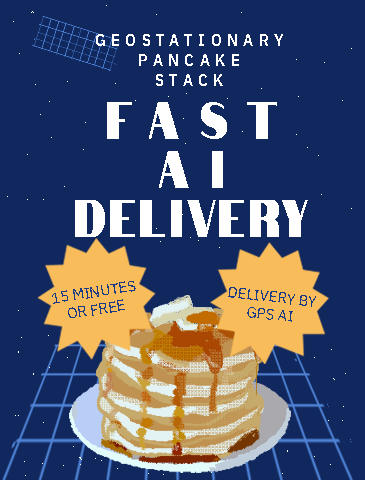 GEOSTATIONARY
PANCAKE
STACK
FAST
AI
DELIVERY
15 MINUTES
OR FREE
DELIVERY BY
GPS AI